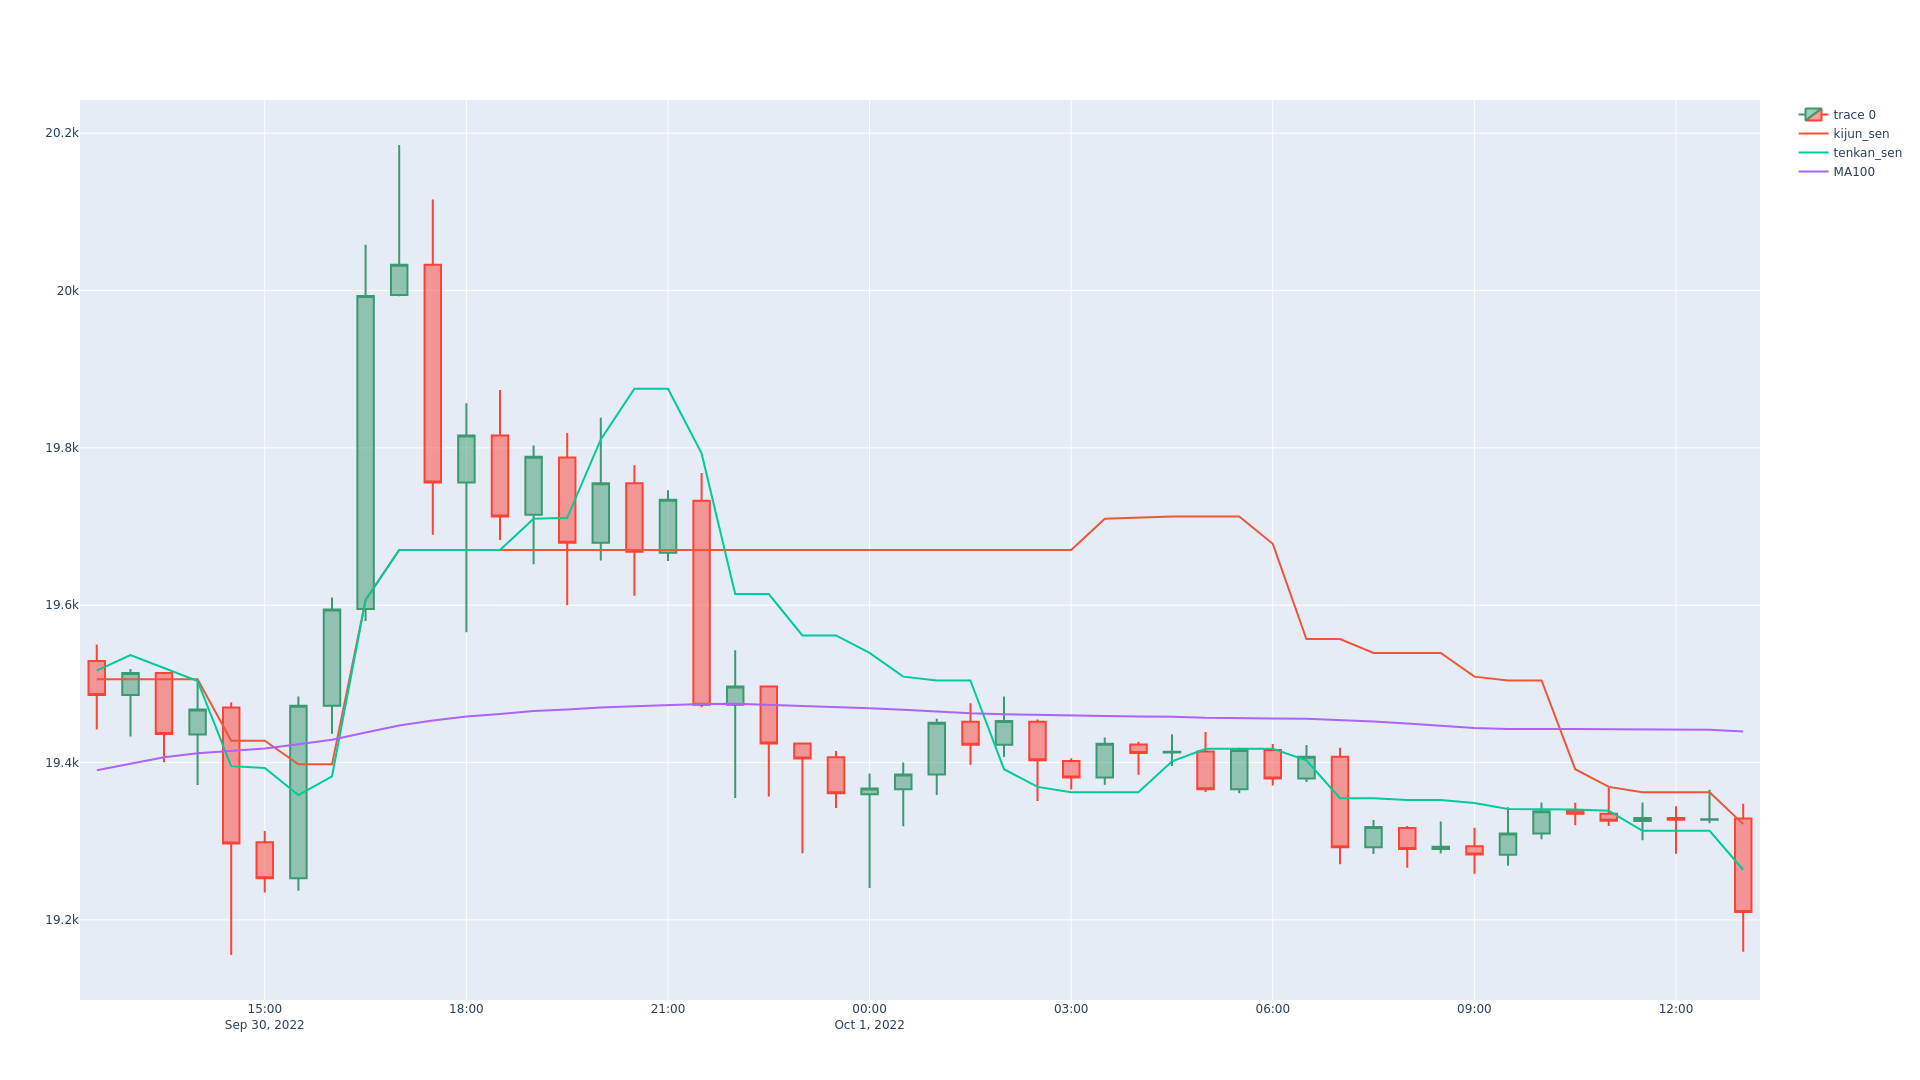 20.2k
20k
19.8k
19.6k
19.4k
19.2k
15:00
Sep 30, 2022
18:00
21:00
00:00
Oct 1, 2022
03:00
06:00
09:00
12:00
trace 0
kijun_sen
tenkan_sen
MA100